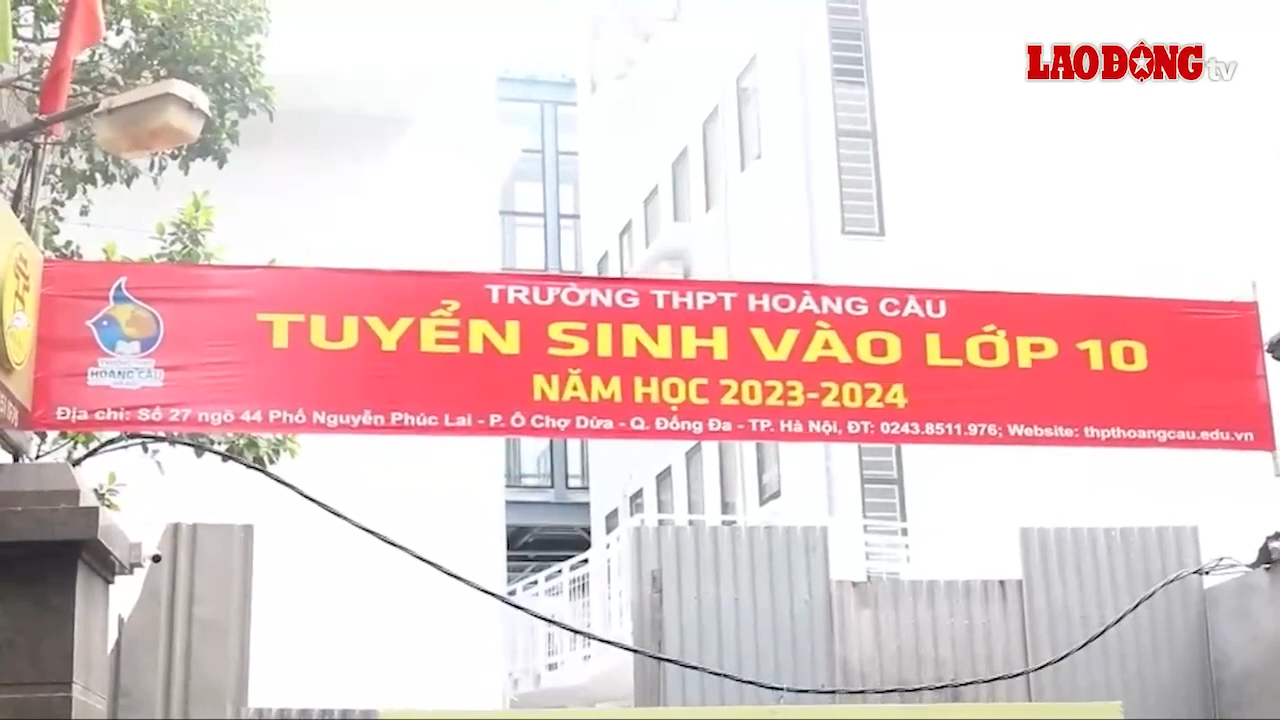 LAO ĐỘNG tv
TRƯỜNG THPT HOÀNG CẦU
TUYỂN SINH VÀO LỚP 10
NĂM HỌC 2023-2024
HOÀNG CẦU
Địa chỉ: Số 27 ngõ 44 Phố Nguyễn Phúc Lai - P. Ô Chợ Dừa - Q. Đống Đa - TP. Hà Nội, ĐT: 0243.8511.976; Website: thpthoangcau.edu.vn